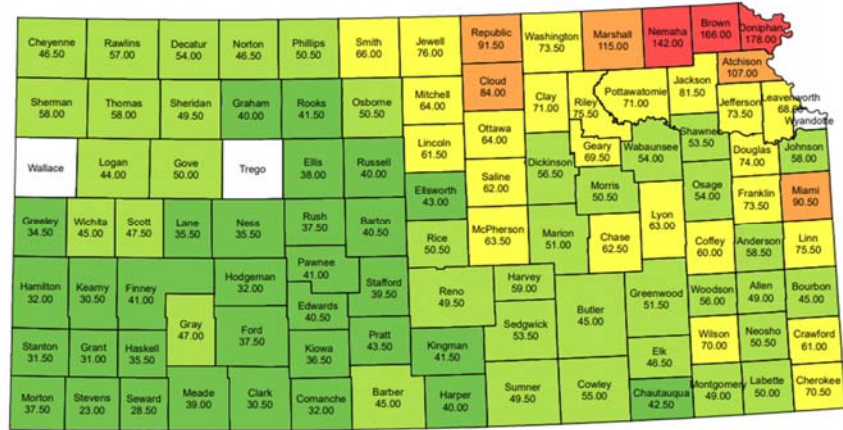 Cheyenne
46.50
Rawlins
57.00
Decatur
54.00
Norton
46.50
Phillips
50.50
Smith
66.00
Jewell
76.00
Republic
91.50
Washington
73.50
Marshall
115.00
Nemaha
142.00
Brown
166.00
Doniphan
178.00
Atchison
107.00
Sherman
58.00
Thomas
58.00
Sheridan
49.50
Graham
40.00
Rooks
41.50
Osborne
50.50
Mitchell
64.00
Cloud
84.00
Clay
71.00
Riley
75.50
Pottawatomie
71.00
Jackson
81.50
Jefferson
73.50
Leavenworth
68.00
Wyandotte
Wallace
Logan
44.00
Gove
50.00
Trego
Ellis
38.00
Russell
40.00
Lincoln
61.50
Ottawa
64.00
Saline
62.00
Dickinson
56.50
Geary
69.50
Wabaunsee
54.00
Shawnee
53.50
Douglas
74.00
Johnson
58.00
Ellsworth
43.00
Morris
50.50
Osage
54.00
Franklin
73.50
Miami
90.50
Greeley
34.50
Wichita
45.00
Scott
47.50
Lane
35.50
Ness
35.50
Rush
37.50
Barton
40.50
Rice
50.50
McPherson
63.50
Marion
51.00
Chase
62.50
Lyon
63.00
Coffey
60.00
Anderson
58.50
Linn
75.50
Hamilton
32.00
Kearny
30.50
Finney
41.00
Hodgeman
32.00
Pawnee
41.00
Stafford
39.50
Edwards
40.50
Reno
49.50
Harvey
59.00
Butler
45.00
Greenwood
51.50
Woodson
56.00
Allen
49.00
Bourbon
45.00
Gray
47.00
Ford
37.50
Stanton
31.50
Grant
31.00
Haskell
35.50
Kiowa
36.50
Pratt
43.50
Kingman
41.50
Sedgwick
53.50
Elk
46.50
Wilson
70.00
Neosho
50.50
Crawford
61.00
Morton
37.50
Stevens
23.00
Seward
28.50
Meade
39.00
Clark
30.50
Comanche
32.00
Barber
45.00
Harper
40.00
Sumner
49.50
Cowley
55.00
Chautauqua
42.50
Montgomery
49.00
Labette
50.00
Cherokee
70.50